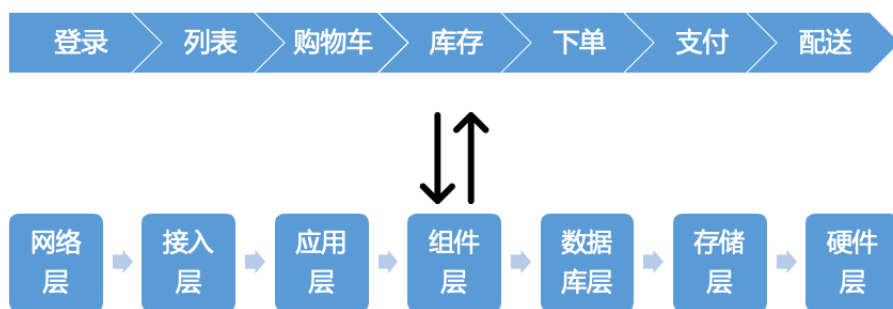 登录 列表 购物车 库存 下单 支付 配送
网络层 接入层 应用层 组件层 数据库层 存储层 硬件层